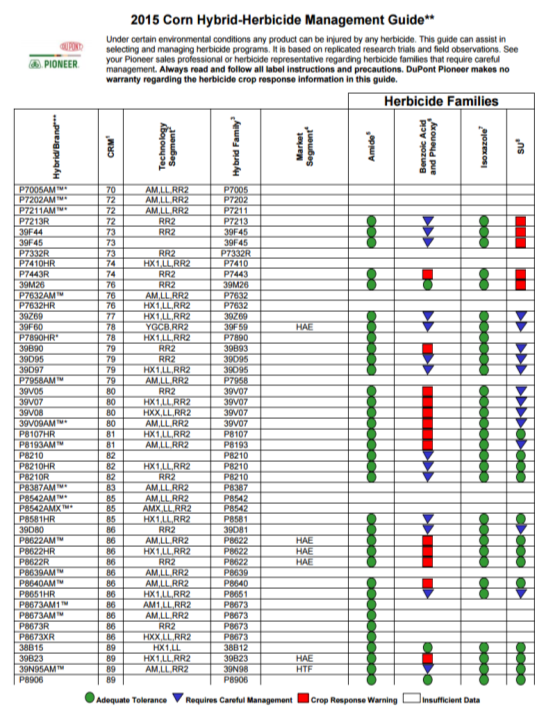 2015 Corn Hybrid-Herbicide Management Guide**
DUPONT
PIONEER.
Under certain environmental conditions any product can be injured by any herbicide. This guide can assist in
selecting and managing herbicide programs. It is based on replicated research trials and field observations. See
your Pioneer sales professional or herbicide representative regarding herbicide families that require careful
management. Always read and follow all label instructions and precautions. DuPont Pioneer makes no
warranty regarding the herbicide crop response information in this guide.
Herbicide Families
Hybrid/Brand*** CRM¹ Technology Segment² Hybrid Family³ Market Segment⁴ Amide⁵ Benzoic Acid and Phenoxy⁶ Isoxazole⁷ SU⁸
P7005AM™* 70 AM,LL,RR2 P7005
P7202AM™* 72 AM,LL,RR2 P7202
P7211AM™* 72 AM,LL,RR2 P7211
P7213R 72 RR2 P7213
39F44 73 RR2 39F45
39F45 73 39F45
P7332R 73 RR2 P7332R
P7410HR 74 HX1,LL,RR2 P7410
P7443R 74 RR2 P7443
39M26 76 RR2 39M26
P7632AM™ 76 AM,LL,RR2 P7632
P7632HR 76 HX1,LL,RR2 P7632
39Z69 77 HX1,LL,RR2 39Z69
39F60 78 YGCB,RR2 39F59 HAE
P7890HR* 78 HX1,LL,RR2 P7890
39B90 79 RR2 39B93
39D95 79 RR2 39D95
39D97 79 HX1,LL,RR2 39D95
P7958AM™ 79 AM,LL,RR2 P7958
39V05 80 RR2 39V07
39V07 80 HX1,LL,RR2 39V07
39V08 80 HXX,LL,RR2 39V07
39V09AM™* 80 AM,LL,RR2 39V07
P8107HR 81 HX1,LL,RR2 P8107
P8193AM™ 81 AM,LL,RR2 P8193
P8210 82 P8210
P8210HR 82 HX1,LL,RR2 P8210
P8210R 82 RR2 P8210
P8387AM™* 83 AM,LL,RR2 P8387
P8542AM™* 85 AM,LL,RR2 P8542
P8542AMX™* 85 AMX,LL,RR2 P8542
P8581HR 85 HX1,LL,RR2 P8581
39D80 86 RR2 39D81
P8622AM™ 86 AM,LL,RR2 P8622 HAE
P8622HR 86 HX1,LL,RR2 P8622 HAE
P8622R 86 RR2 P8622 HAE
P8639AM™ 86 AM,LL,RR2 P8639
P8640AM™ 86 AM,LL,RR2 P8640
P8651HR 86 HX1,LL,RR2 P8651
P8673AM1™ 86 AM1,LL,RR2 P8673
P8673AM™ 86 AM,LL,RR2 P8673
P8673R 86 RR2 P8673
P8673XR 86 HXX,LL,RR2 P8673
38B15 89 HX1,LL 38B12
39B23 89 HX1,LL,RR2 39B23 HAE
39N95AM™ 89 AM,LL,RR2 39N98 HTF
P8906 89 P8906
Adequate Tolerance Requires Careful Management Crop Response Warning Insufficient Data